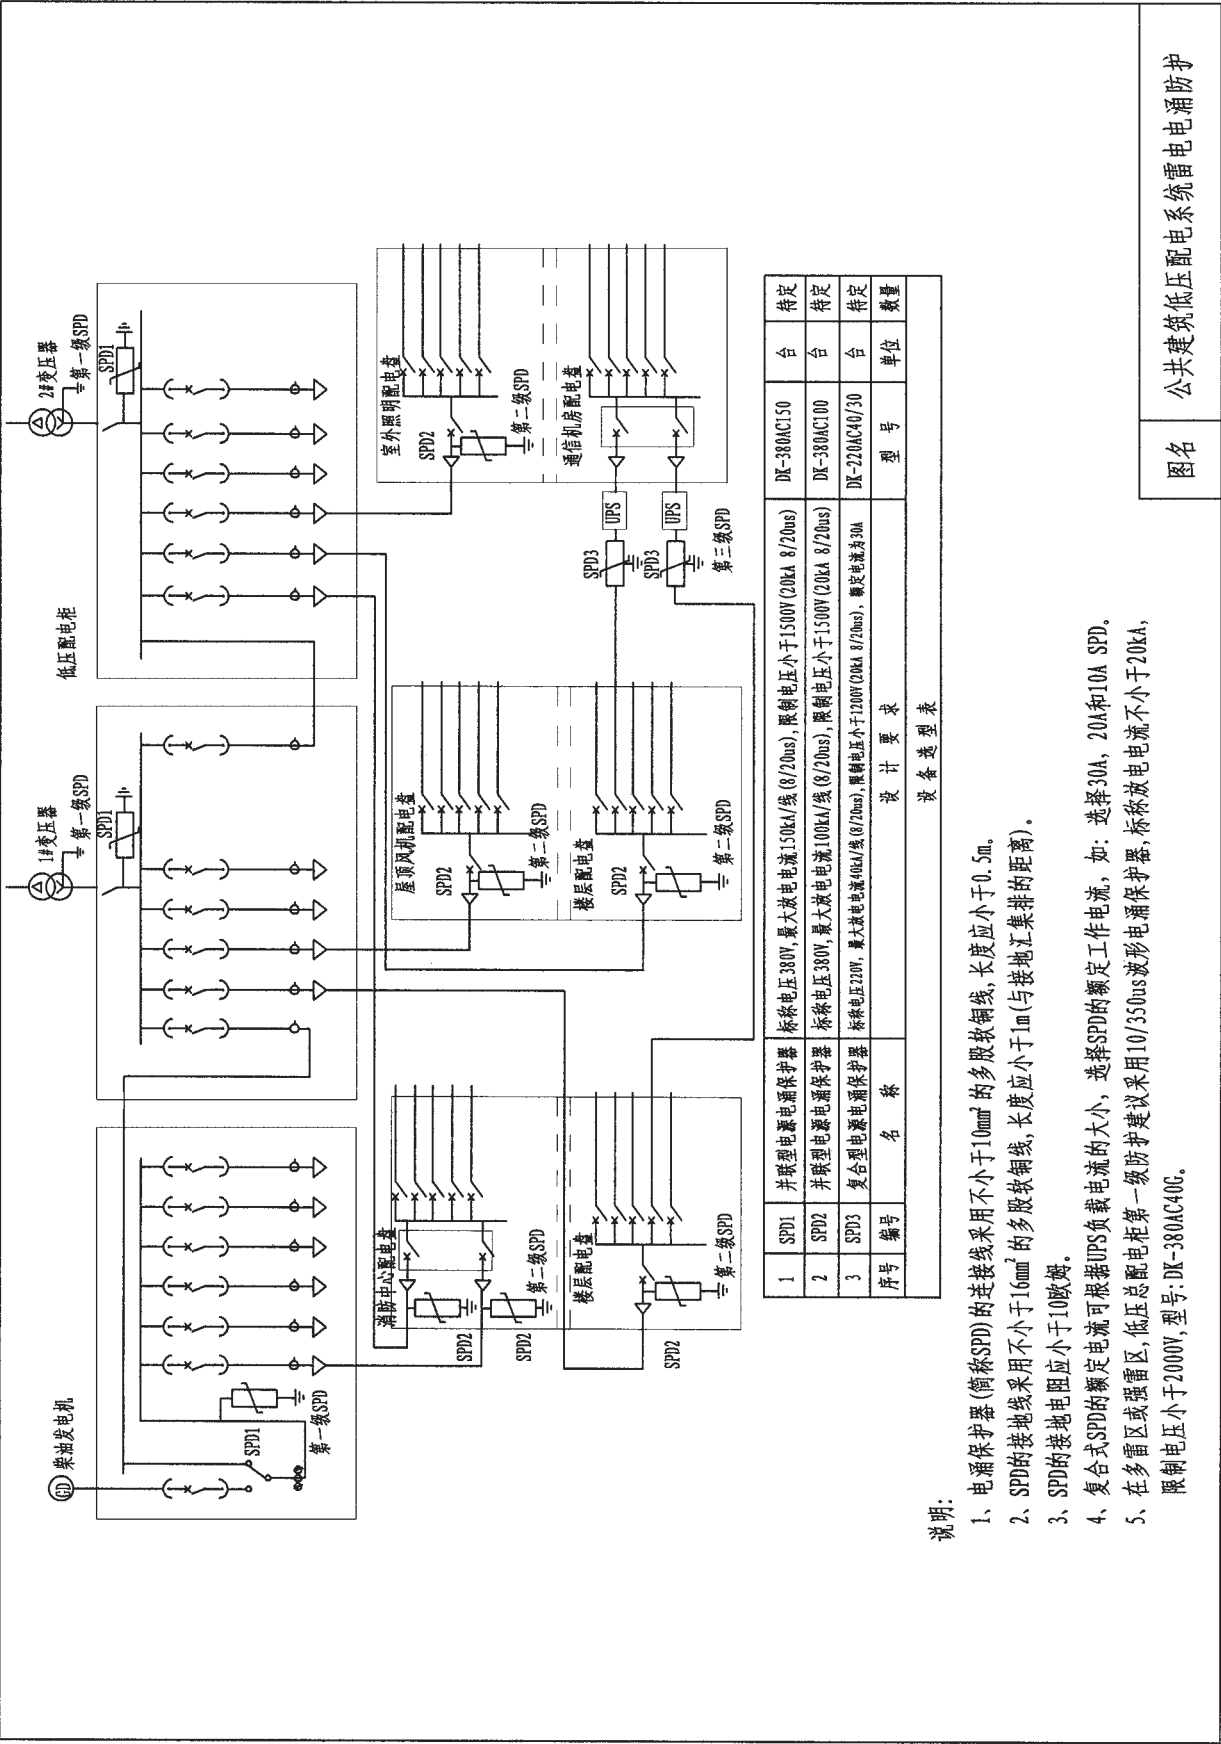 GD 柴油发电机
SPD1
第一级SPD
1#变压器
第一级SPD
SPD1
低压配电柜
2#变压器
第一级SPD
SPD1
消防中心配电盘
SPD2
SPD2
第二级SPD
楼层配电盘
SPD2
第二级SPD
屋顶风机配电盘
SPD2
第二级SPD
楼层配电盘
SPD2
第二级SPD
室外照明配电盘
SPD2
第二级SPD
通信机房配电盘
UPS
UPS
SPD3
SPD3
第三级SPD
1 SPD1 并联型电源电涌保护器 标称电压380V,最大放电电流150kA/线(8/20us),限制电压小于1500V(20kA 8/20us) DK-380AC150 台 待定
2 SPD2 并联型电源电涌保护器 标称电压380V,最大放电电流100kA/线(8/20us),限制电压小于1500V(20kA 8/20us) DK-380AC100 台 待定
3 SPD3 复合型电源电涌保护器 标称电压220V, 最大放电电流40kA/线(8/20us),限制电压小于1200V(20kA 8/20us), 额定电流为30A DK-220AC40/30 台 待定
序号 编号 名 称 设 计 要 求 型 号 单位 数量
设 备 选 型 表
说明:
1、电涌保护器(简称SPD)的连接线采用不小于10mm²的多股软铜线,长度应小于0.5m。
2、SPD的接地线采用不小于16mm²的多股软铜线,长度应小于1m(与接地汇集排的距离)。
3、SPD的接地电阻应小于10欧姆。
4、复合式SPD的额定电流可根据UPS负载电流的大小, 选择SPD的额定工作电流, 如: 选择30A, 20A和10A SPD。
5、在多雷区或强雷区,低压总配电柜第一级防护建议采用10/350us波形电涌保护器,标称放电电流不小于20kA,
限制电压小于2000V,型号:DK-380AC40G。
图名 公共建筑低压配电系统雷电电涌防护